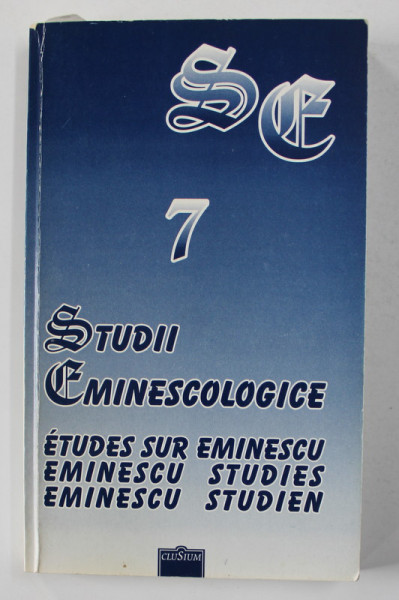 SE
7
STUDII
EMINESCOLOGICE
ÉTUDES SUR EMINESCU
EMINESCU STUDIES
EMINESCU STUDIEN
CLUSIUM